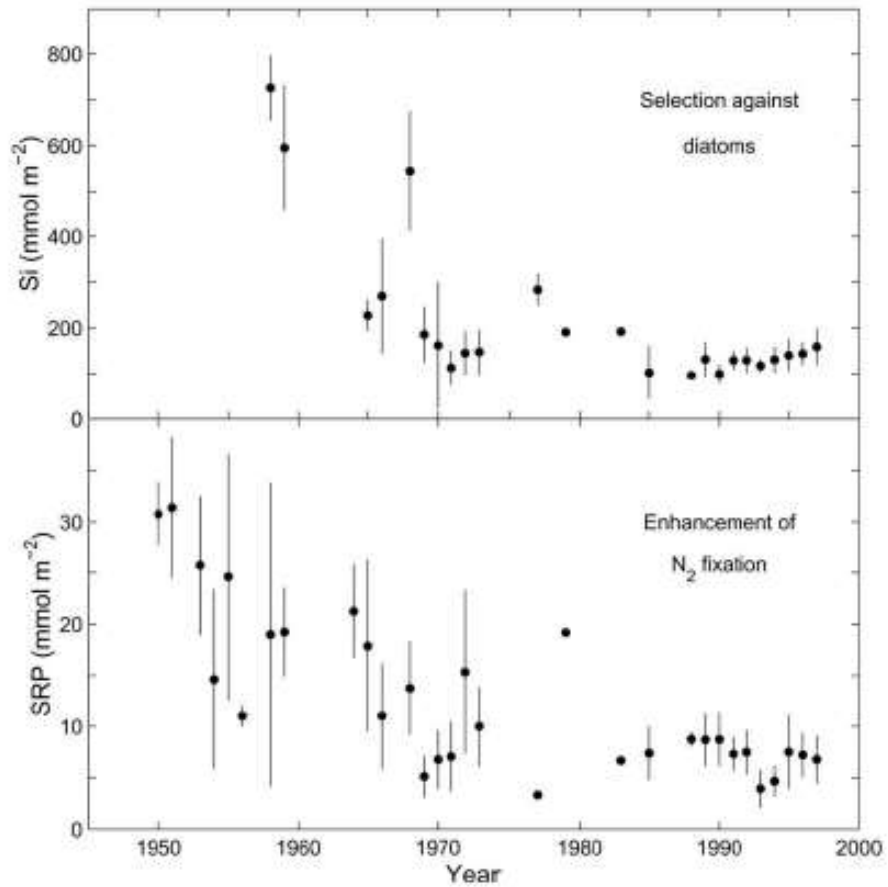 800
600
400
200
0
Si (mmol m⁻²)
Selection against
diatoms
30
20
10
0
SRP (mmol m⁻²)
Enhancement of
N₂ fixation
1950 1960 1970 1980 1990 2000
Year